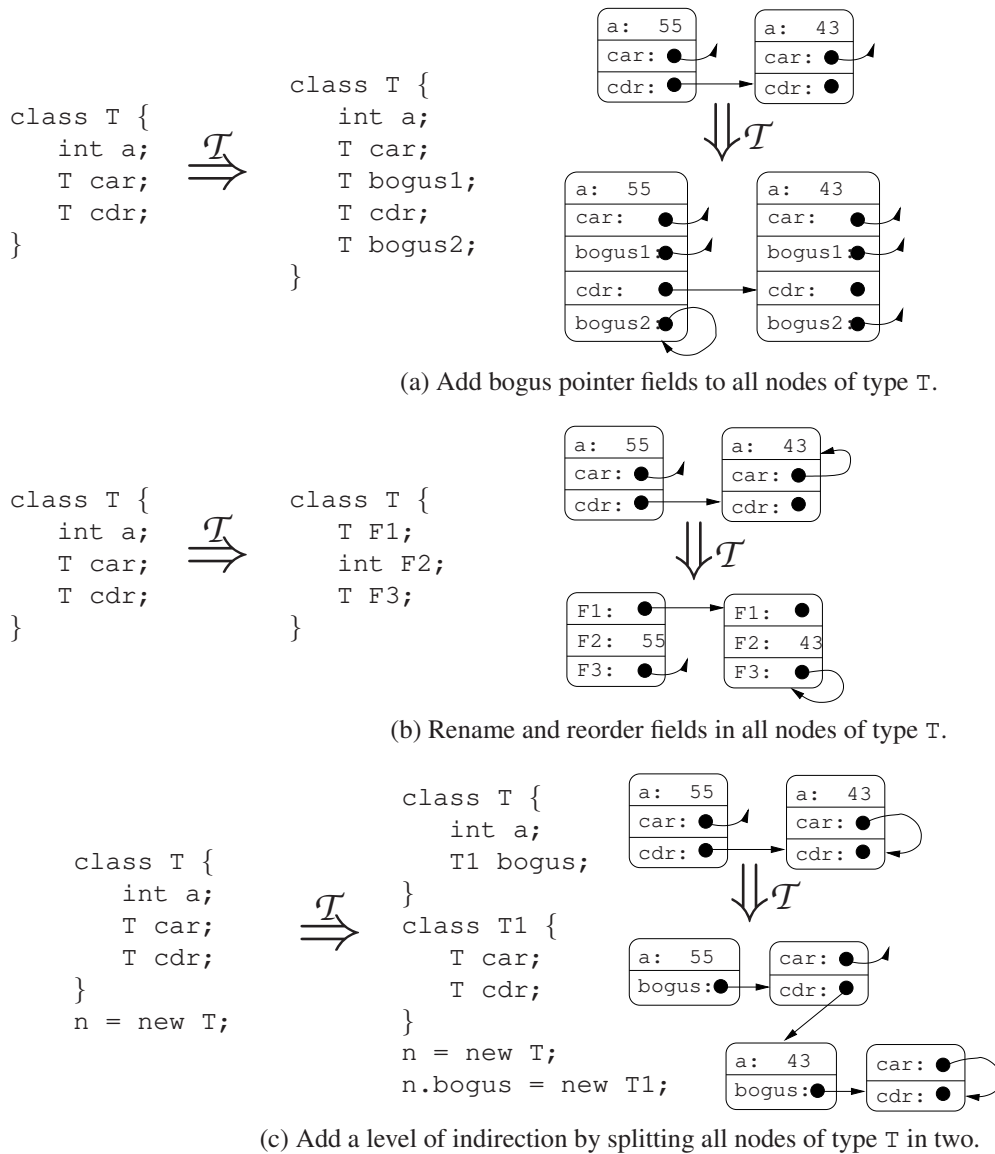 class T {
int a;
T car;
T cdr;
}
𝒯
class T {
int a;
T car;
T bogus1;
T cdr;
T bogus2;
}
a: 55
car:
cdr:
a: 43
car:
cdr:
𝒯
a: 55
car:
bogus1:
cdr:
bogus2:
a: 43
car:
bogus1:
cdr:
bogus2:
(a) Add bogus pointer fields to all nodes of type T.
class T {
int a;
T car;
T cdr;
}
𝒯
class T {
T F1;
int F2;
T F3;
}
a: 55
car:
cdr:
a: 43
car:
cdr:
𝒯
F1:
F2: 55
F3:
F1:
F2: 43
F3:
(b) Rename and reorder fields in all nodes of type T.
class T {
int a;
T car;
T cdr;
}
n = new T;
𝒯
class T {
int a;
T1 bogus;
}
class T1 {
T car;
T cdr;
}
n = new T;
n.bogus = new T1;
a: 55
car:
cdr:
a: 43
car:
cdr:
𝒯
a: 55
bogus:
car:
cdr:
a: 43
bogus:
car:
cdr:
(c) Add a level of indirection by splitting all nodes of type T in two.